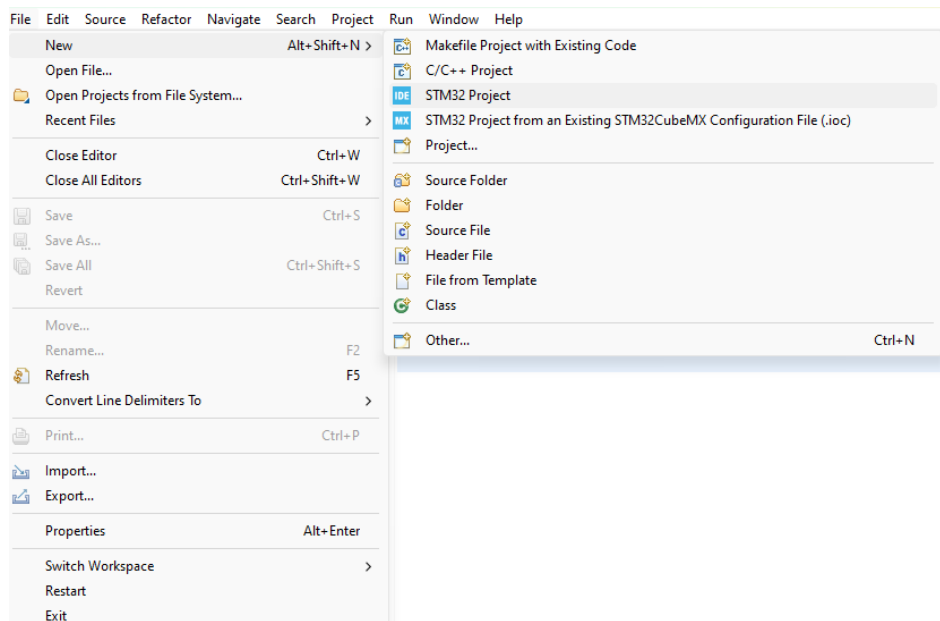 File Edit Source Refactor Navigate Search Project Run Window Help
New Alt+Shift+N >
Open File...
Open Projects from File System...
Recent Files >
Close Editor Ctrl+W
Close All Editors Ctrl+Shift+W
Save Ctrl+S
Save As...
Save All Ctrl+Shift+S
Revert
Move...
Rename... F2
Refresh F5
Convert Line Delimiters To >
Print... Ctrl+P
Import...
Export...
Properties Alt+Enter
Switch Workspace >
Restart
Exit
C++ Makefile Project with Existing Code
c C/C++ Project
IDE STM32 Project
MX STM32 Project from an Existing STM32CubeMX Configuration File (.ioc)
Project...
Source Folder
Folder
c Source File
h Header File
File from Template
C Class
Other... Ctrl+N